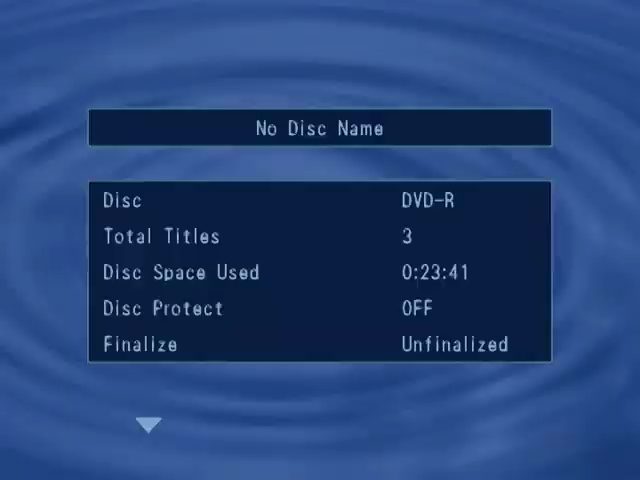 No Disc Name
Disc DVD-R
Total Titles 3
Disc Space Used 0:23:41
Disc Protect OFF
Finalize Unfinalized